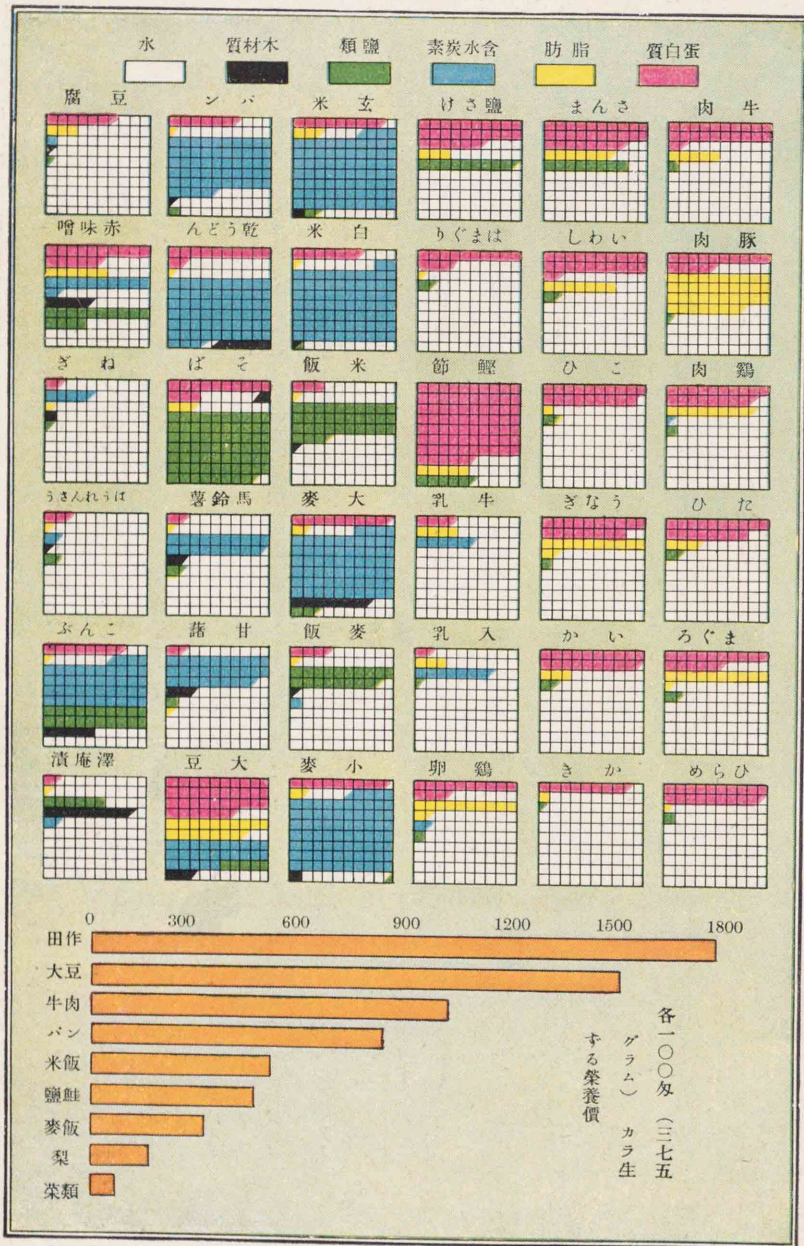 蛋白質 脂肪 含水炭素 鹽類 木材質 水
牛肉 さんま 鹽さけ 玄米 パン 豆腐
豚肉 いわし はまぐり 白米 乾うどん 赤味噌
鷄肉 こひ 鰹節 米飯 そば ねぎ
たひ うなぎ 牛乳 大麥 馬鈴薯 はうれんさう
まぐろ いか 人乳 麥飯 甘藷 こんぶ
ひらめ かき 鷄卵 小麥 大豆 澤庵漬
0 300 600 900 1200 1500 1800
田作
大豆
牛肉
パン
米飯
鹽鮭
麥飯
梨
菜類
各一〇〇匁（三七五
グラム）カラ生
ずる榮養價